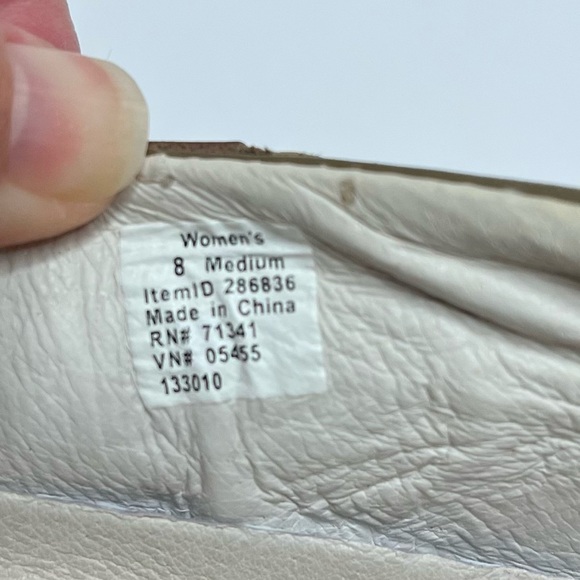 Women's
8 Medium
ItemID 286836
Made in China
RN# 71341
VN# 05455
133010